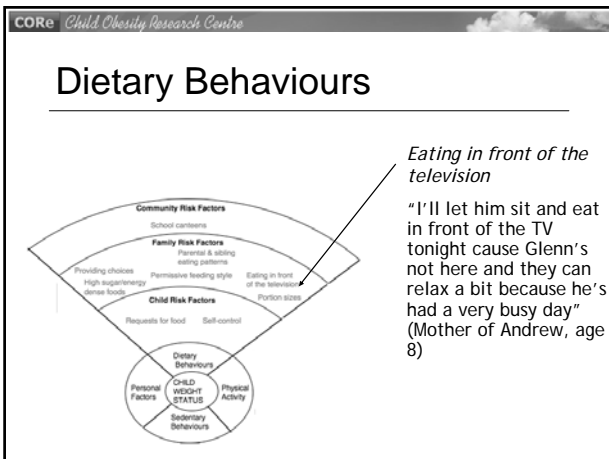 CORe Child Obesity Research Centre
Dietary Behaviours
Community Risk Factors
School canteens
Family Risk Factors
Parental & sibling
eating patterns
Providing choices
High sugar/energy
dense foods
Permissive feeding style
Eating in front
of the television
Portion sizes
Child Risk Factors
Requests for food
Self-control
Dietary
Behaviours
Personal
Factors
CHILD
WEIGHT
STATUS
Physical
Activity
Sedentary
Behaviours
Eating in front of the
television
“I’ll let him sit and eat
in front of the TV
tonight cause Glenn’s
not here and they can
relax a bit because he’s
had a very busy day”
(Mother of Andrew, age
8)